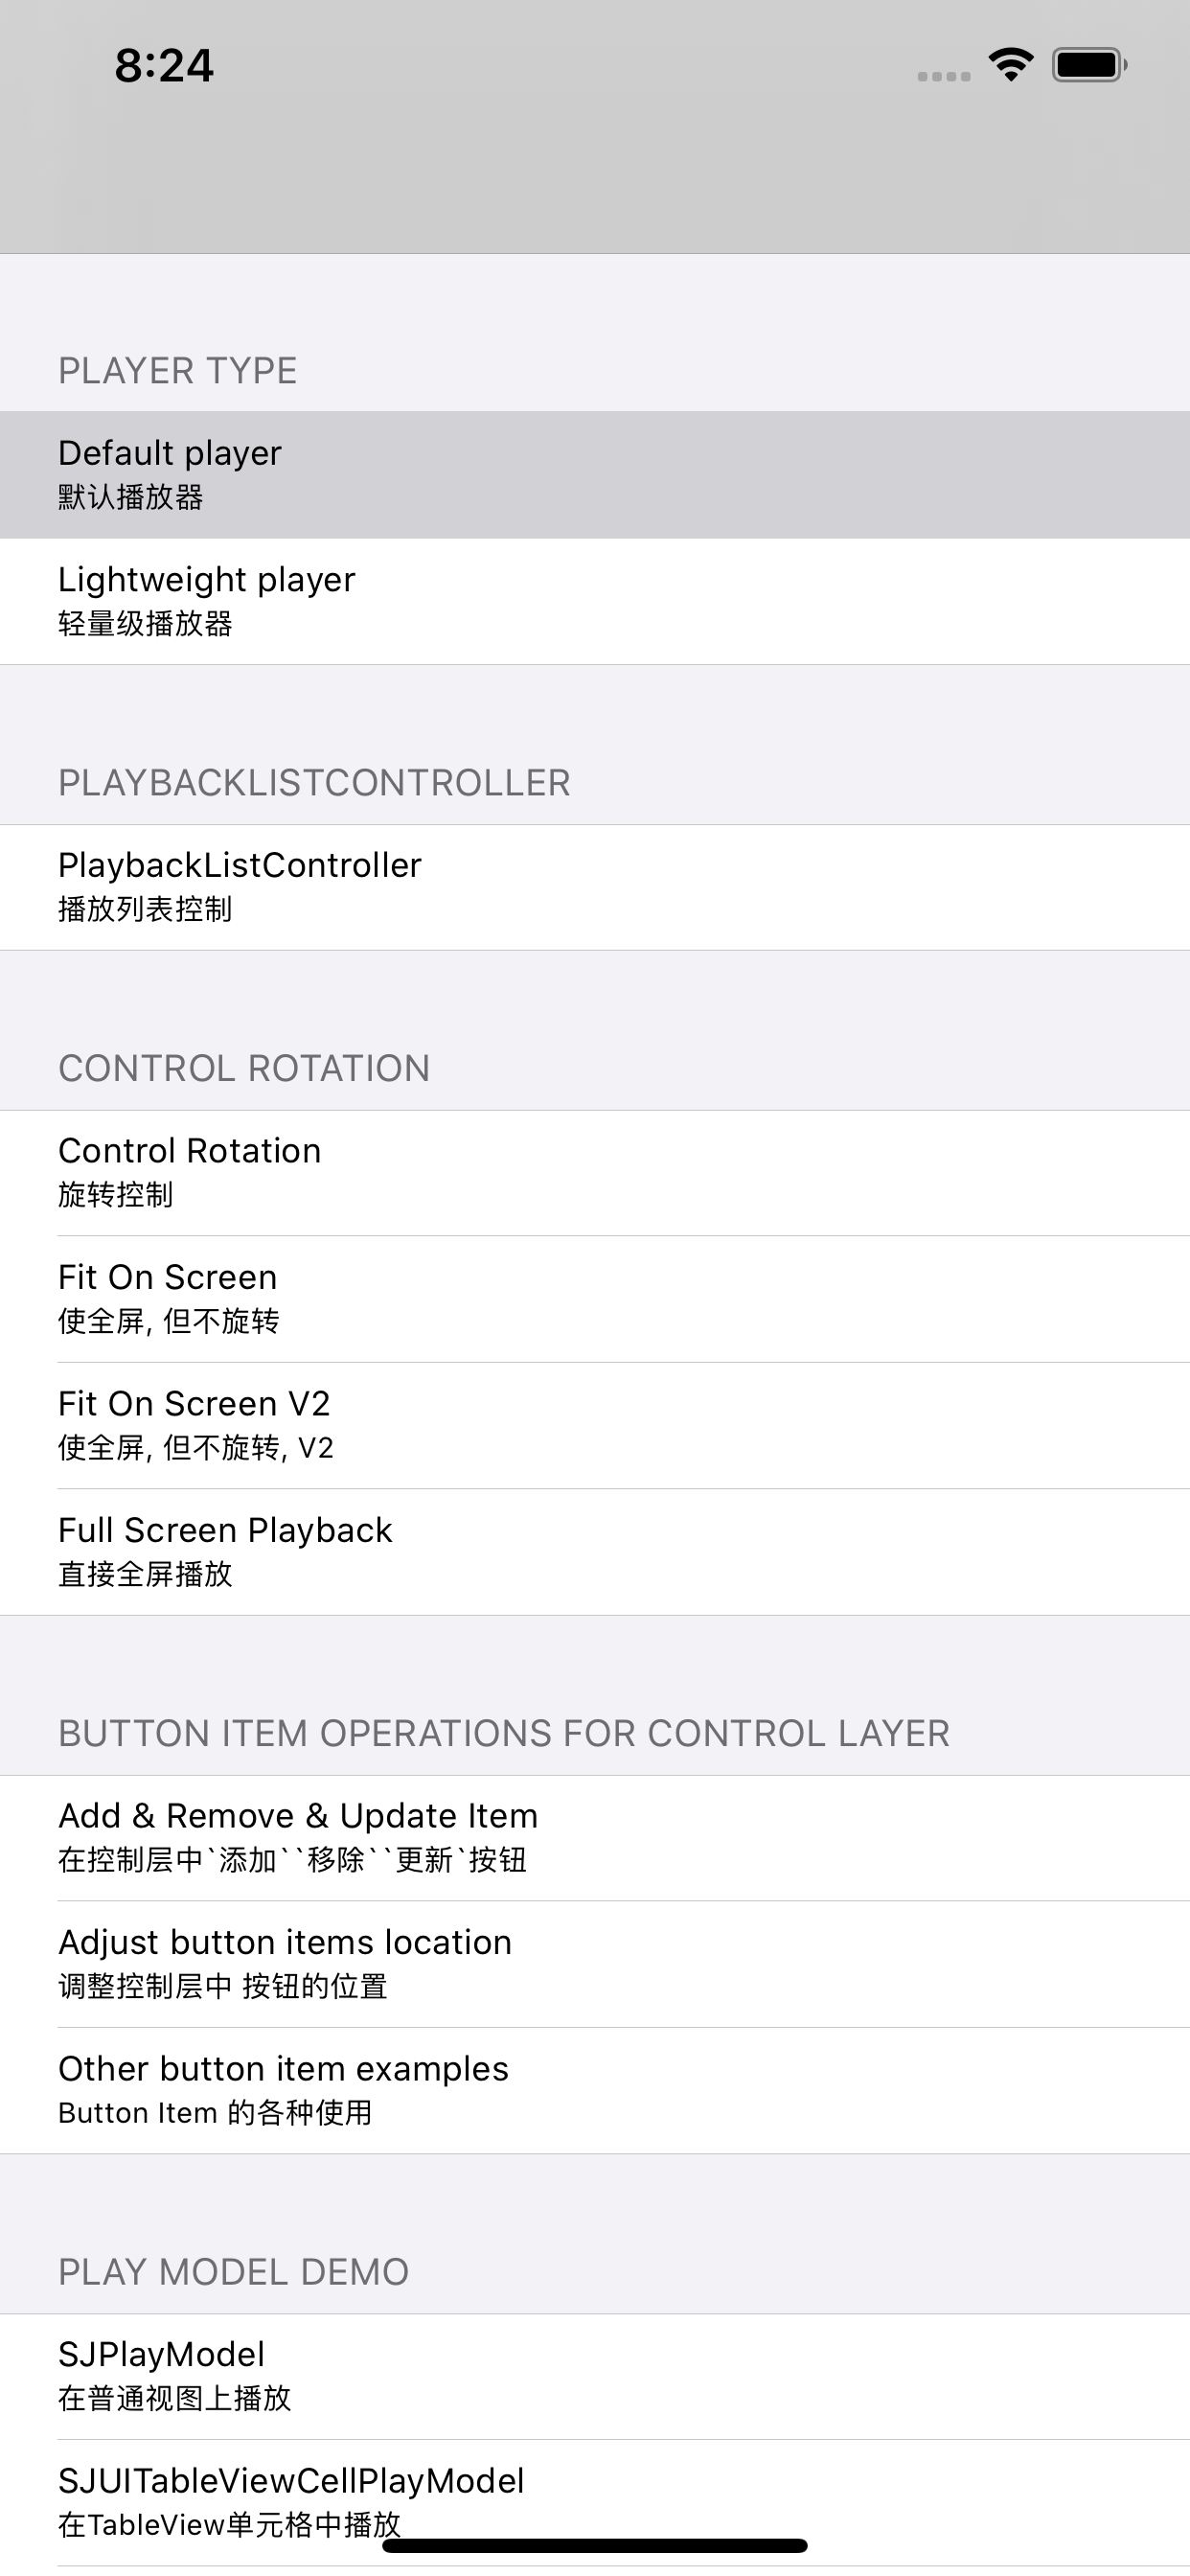 8:24
PLAYER TYPE
Default player
默认播放器
Lightweight player
轻量级播放器
PLAYBACKLISTCONTROLLER
PlaybackListController
播放列表控制
CONTROL ROTATION
Control Rotation
旋转控制
Fit On Screen
使全屏, 但不旋转
Fit On Screen V2
使全屏, 但不旋转, V2
Full Screen Playback
直接全屏播放
BUTTON ITEM OPERATIONS FOR CONTROL LAYER
Add & Remove & Update Item
在控制层中`添加``移除``更新`按钮
Adjust button items location
调整控制层中 按钮的位置
Other button item examples
Button Item 的各种使用
PLAY MODEL DEMO
SJPlayModel
在普通视图上播放
SJUITableViewCellPlayModel
在TableView单元格中播放